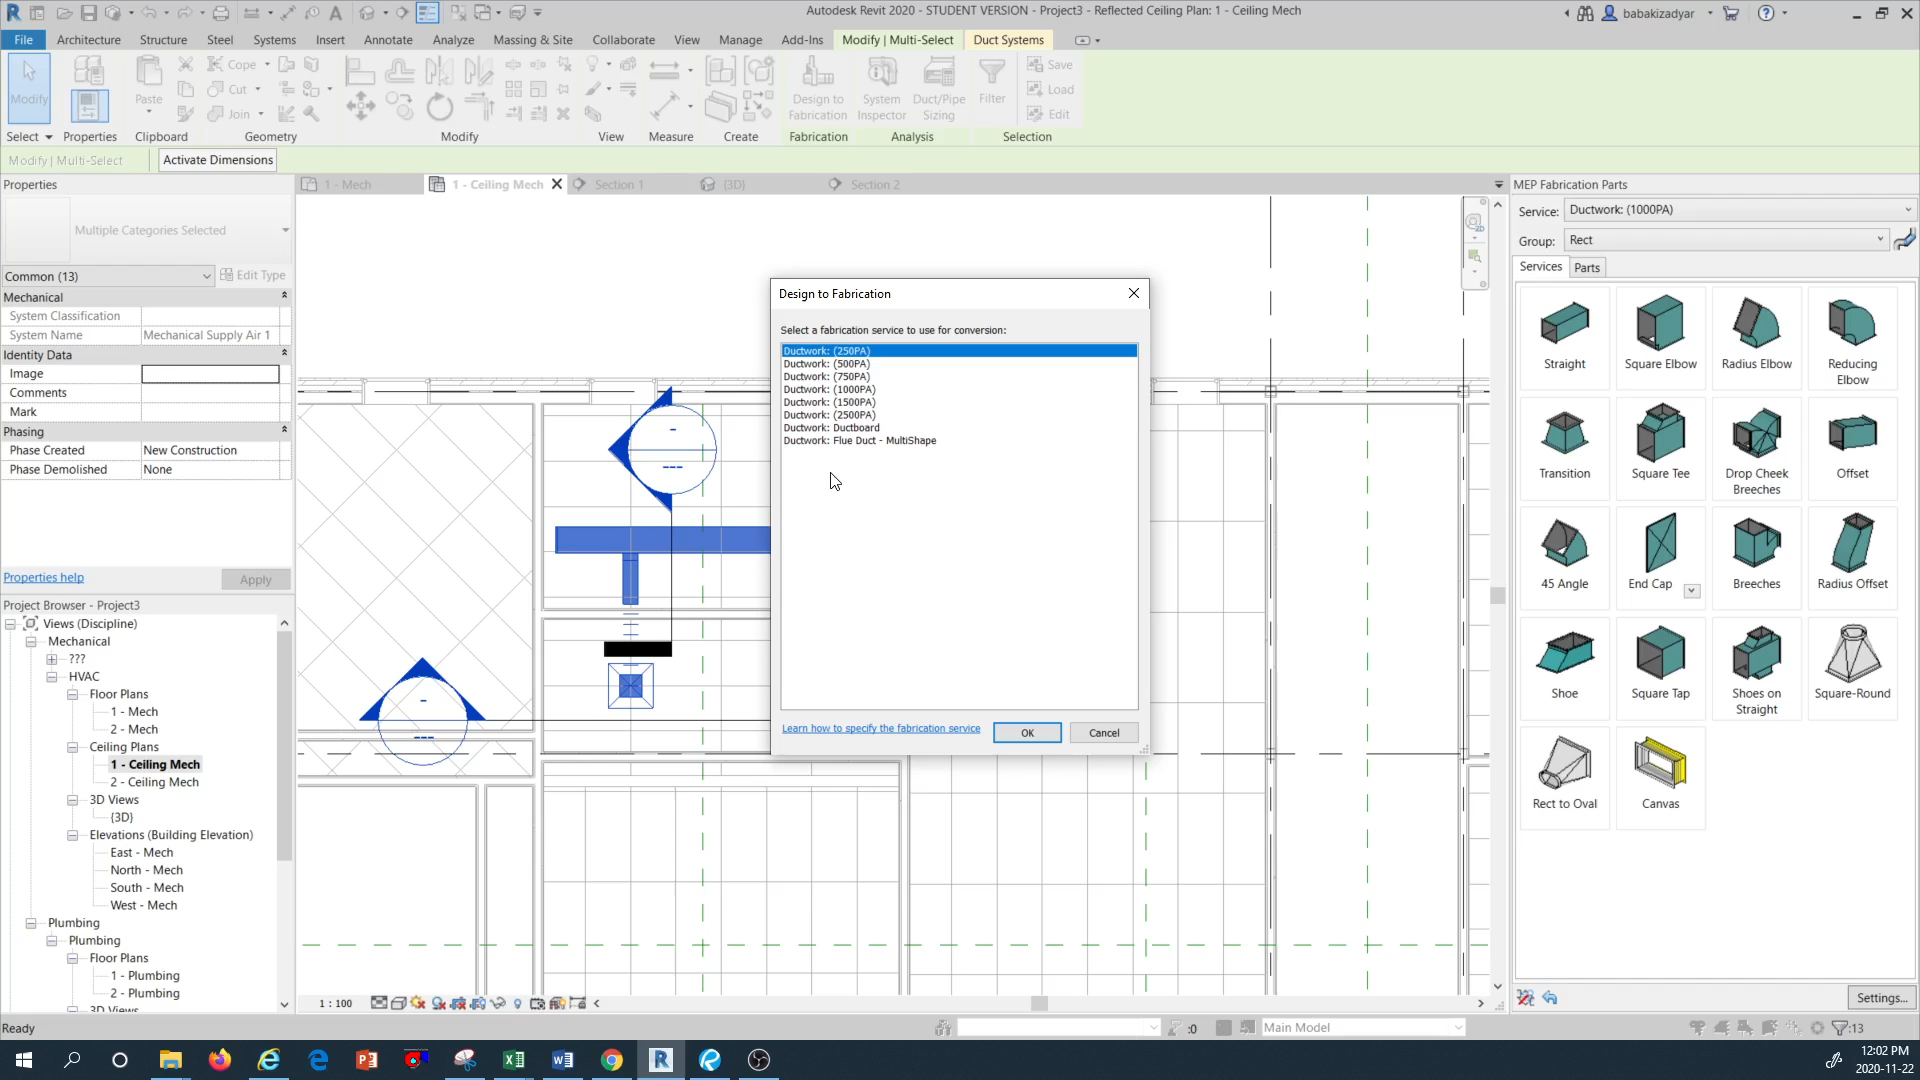 Autodesk Revit 2020 - STUDENT VERSION - Project3 - Reflected Ceiling Plan: 1 - Ceiling Mech
babakizadyar
File Architecture Structure Steel Systems Insert Annotate Analyze Massing & Site Collaborate View Manage Add-Ins Modify | Multi-Select Duct Systems
Modify
Paste
Cope
Cut
Join
Design to Fabrication
System Inspector
Duct/Pipe Sizing
Filter
Save
Load
Edit
Select Properties Clipboard Geometry Modify View Measure Create Fabrication Analysis Selection
Modify | Multi-Select Activate Dimensions
Properties
Multiple Categories Selected
Common (13) Edit Type
Mechanical
System Classification
System Name Mechanical Supply Air 1
Identity Data
Image
Comments
Mark
Phasing
Phase Created New Construction
Phase Demolished None
Properties help Apply
Project Browser - Project3
Views (Discipline)
Mechanical
???
HVAC
Floor Plans
1 - Mech
2 - Mech
Ceiling Plans
1 - Ceiling Mech
2 - Ceiling Mech
3D Views
{3D}
Elevations (Building Elevation)
East - Mech
North - Mech
South - Mech
West - Mech
Plumbing
Plumbing
Floor Plans
1 - Plumbing
2 - Plumbing
3D Views
1 - Mech 1 - Ceiling Mech Section 1 {3D} Section 2
Design to Fabrication
Select a fabrication service to use for conversion:
Ductwork: (250PA)
Ductwork: (500PA)
Ductwork: (750PA)
Ductwork: (1000PA)
Ductwork: (1500PA)
Ductwork: (2500PA)
Ductwork: Ductboard
Ductwork: Flue Duct - MultiShape
Learn how to specify the fabrication service OK Cancel
1 : 100
MEP Fabrication Parts
Service: Ductwork: (1000PA)
Group: Rect
Services Parts
Straight Square Elbow Radius Elbow Reducing Elbow
Transition Square Tee Drop Cheek Breeches Offset
45 Angle End Cap Breeches Radius Offset
Shoe Square Tap Shoes on Straight Square-Round
Rect to Oval Canvas
Settings...
Ready
:0
Main Model
:13
12:02 PM
2020-11-22